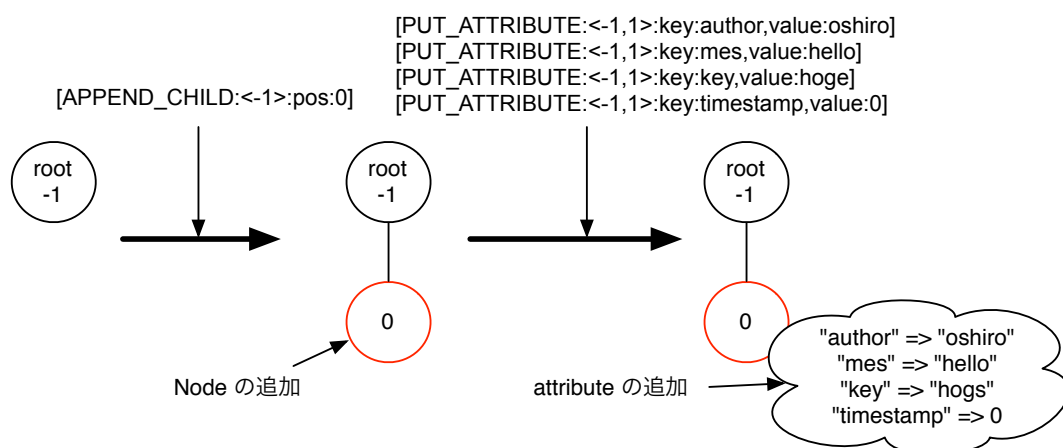 [PUT_ATTRIBUTE:<-1,1>:key:author,value:oshiro]
[PUT_ATTRIBUTE:<-1,1>:key:mes,value:hello]
[PUT_ATTRIBUTE:<-1,1>:key:key,value:hoge]
[PUT_ATTRIBUTE:<-1,1>:key:timestamp,value:0]
[APPEND_CHILD:<-1>:pos:0]
root
-1
root
-1
root
-1
0
0
Node の追加
attribute の追加
"author" => "oshiro"
"mes" => "hello"
"key" => "hogs"
"timestamp" => 0